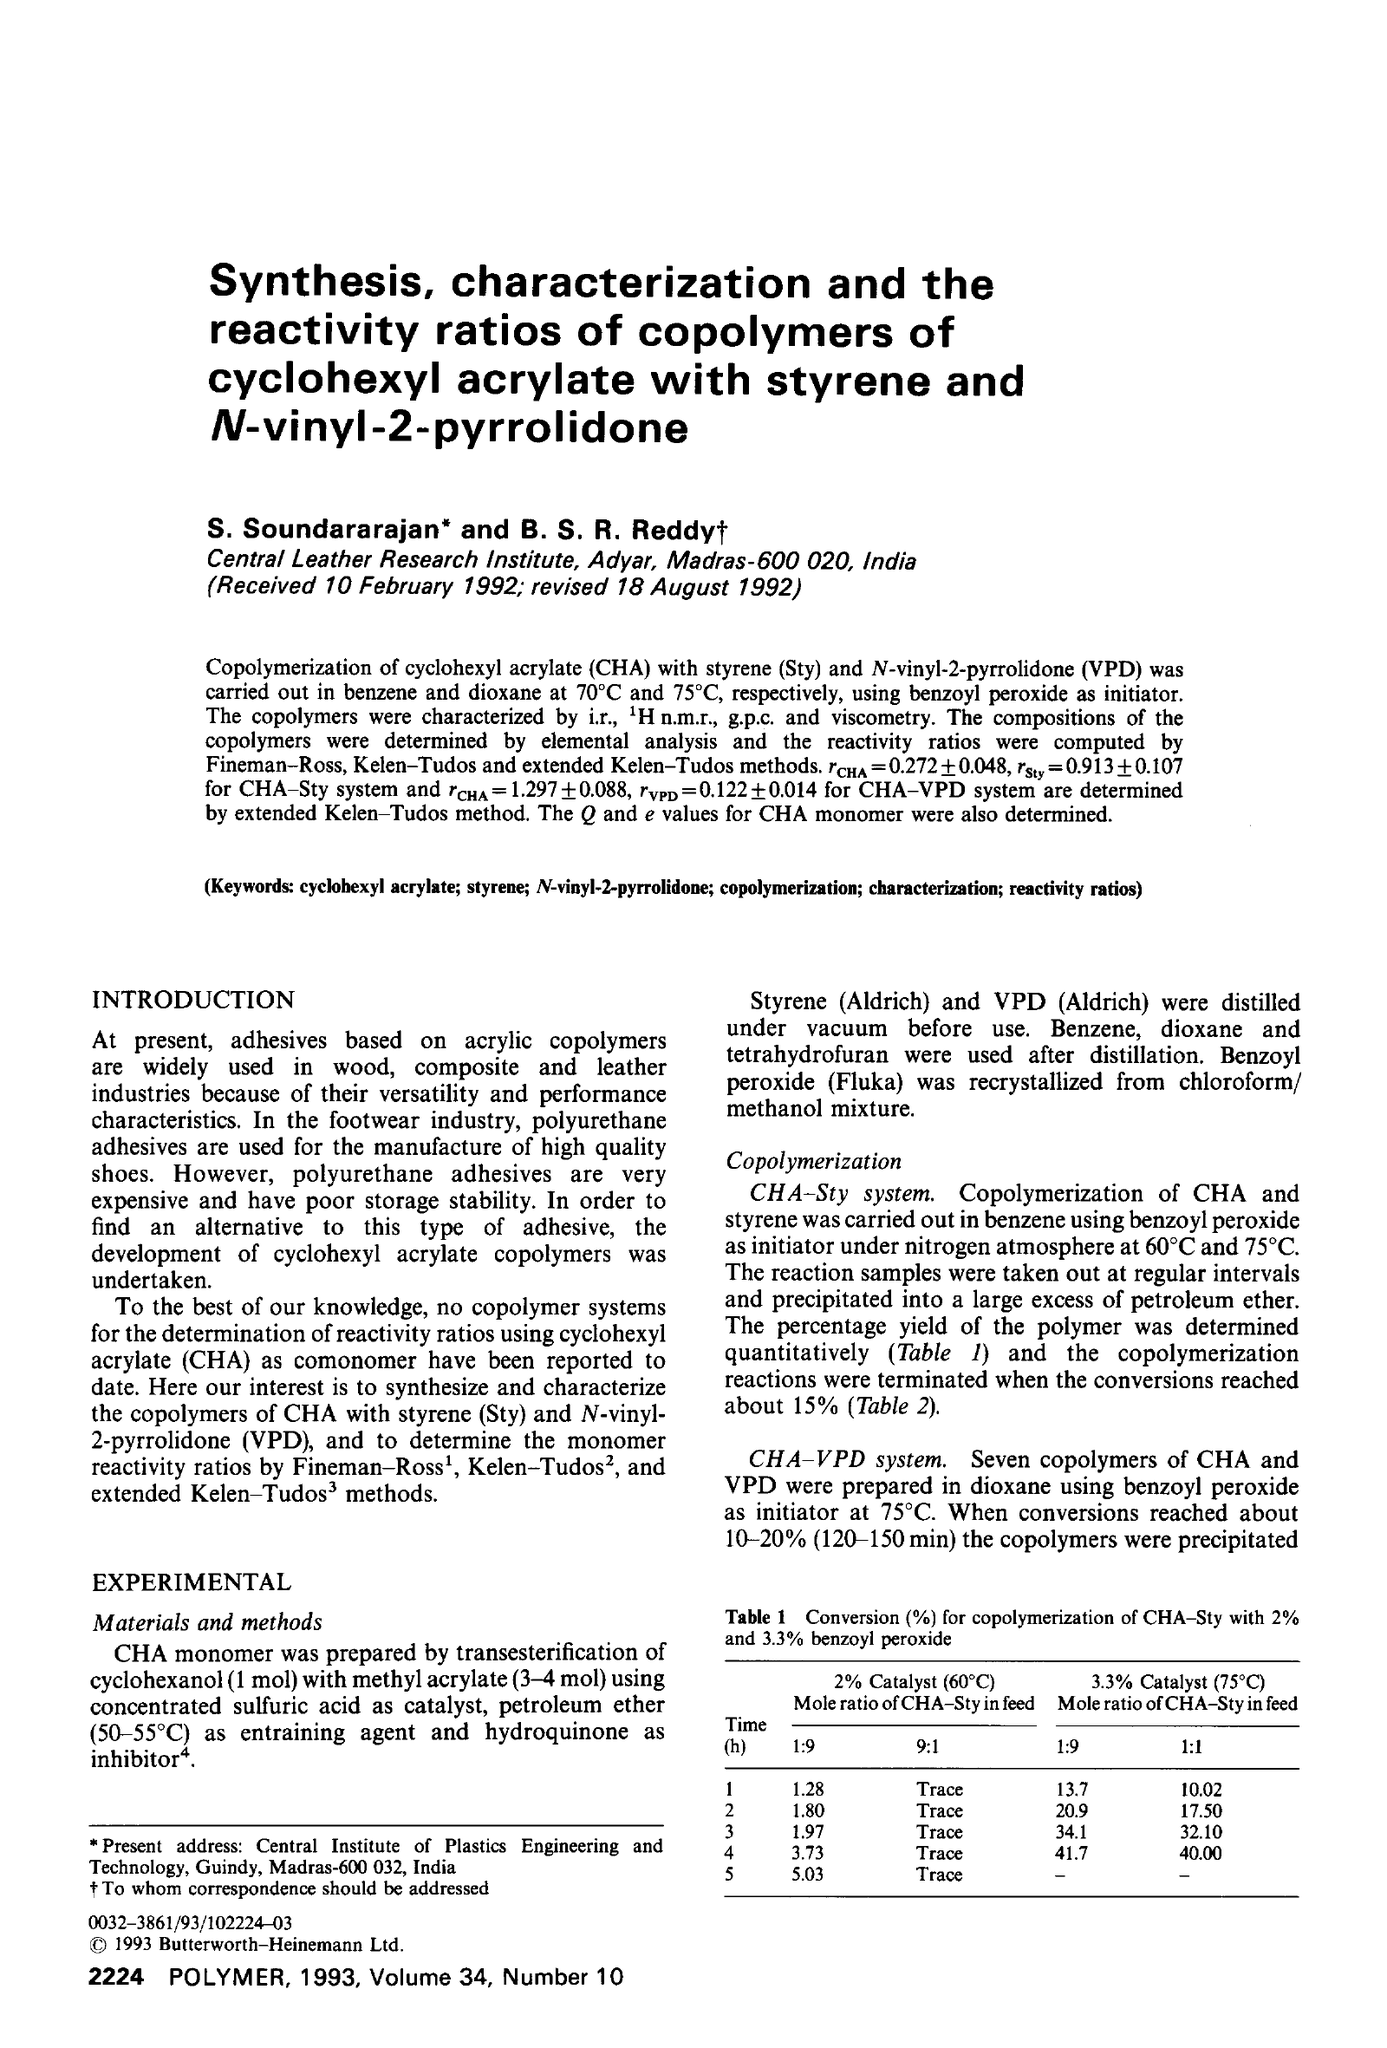 Synthesis, characterization and the
reactivity ratios of copolymers of
cyclohexyl acrylate with styrene and
N-vinyl-2-pyrrolidone
S. Soundararajan* and B. S. R. Reddy†
Central Leather Research Institute, Adyar, Madras-600 020, India
(Received 10 February 1992; revised 18 August 1992)
Copolymerization of cyclohexyl acrylate (CHA) with styrene (Sty) and N-vinyl-2-pyrrolidone (VPD) was
carried out in benzene and dioxane at 70°C and 75°C, respectively, using benzoyl peroxide as initiator.
The copolymers were characterized by i.r., ¹H n.m.r., g.p.c. and viscometry. The compositions of the
copolymers were determined by elemental analysis and the reactivity ratios were computed by
Fineman–Ross, Kelen–Tudos and extended Kelen–Tudos methods. rCHA = 0.272 ± 0.048, rSty = 0.913 ± 0.107
for CHA–Sty system and rCHA = 1.297 ± 0.088, rVPD = 0.122 ± 0.014 for CHA–VPD system are determined
by extended Kelen–Tudos method. The Q and e values for CHA monomer were also determined.
(Keywords: cyclohexyl acrylate; styrene; N-vinyl-2-pyrrolidone; copolymerization; characterization; reactivity ratios)
INTRODUCTION
At present, adhesives based on acrylic copolymers
are widely used in wood, composite and leather
industries because of their versatility and performance
characteristics. In the footwear industry, polyurethane
adhesives are used for the manufacture of high quality
shoes. However, polyurethane adhesives are very
expensive and have poor storage stability. In order to
find an alternative to this type of adhesive, the
development of cyclohexyl acrylate copolymers was
undertaken.
To the best of our knowledge, no copolymer systems
for the determination of reactivity ratios using cyclohexyl
acrylate (CHA) as comonomer have been reported to
date. Here our interest is to synthesize and characterize
the copolymers of CHA with styrene (Sty) and N-vinyl-
2-pyrrolidone (VPD), and to determine the monomer
reactivity ratios by Fineman–Ross¹, Kelen–Tudos², and
extended Kelen–Tudos³ methods.
EXPERIMENTAL
Materials and methods
CHA monomer was prepared by transesterification of
cyclohexanol (1 mol) with methyl acrylate (3–4 mol) using
concentrated sulfuric acid as catalyst, petroleum ether
(50–55°C) as entraining agent and hydroquinone as
inhibitor⁴.
* Present address: Central Institute of Plastics Engineering and
Technology, Guindy, Madras-600 032, India
† To whom correspondence should be addressed
0032–3861/93/102224–03
© 1993 Butterworth–Heinemann Ltd.
2224 POLYMER, 1993, Volume 34, Number 10
Styrene (Aldrich) and VPD (Aldrich) were distilled
under vacuum before use. Benzene, dioxane and
tetrahydrofuran were used after distillation. Benzoyl
peroxide (Fluka) was recrystallized from chloroform/
methanol mixture.
Copolymerization
CHA–Sty system. Copolymerization of CHA and
styrene was carried out in benzene using benzoyl peroxide
as initiator under nitrogen atmosphere at 60°C and 75°C.
The reaction samples were taken out at regular intervals
and precipitated into a large excess of petroleum ether.
The percentage yield of the polymer was determined
quantitatively (Table 1) and the copolymerization
reactions were terminated when the conversions reached
about 15% (Table 2).
CHA–VPD system. Seven copolymers of CHA and
VPD were prepared in dioxane using benzoyl peroxide
as initiator at 75°C. When conversions reached about
10–20% (120–150 min) the copolymers were precipitated
Table 1 Conversion (%) for copolymerization of CHA–Sty with 2%
and 3.3% benzoyl peroxide
2% Catalyst (60°C) 3.3% Catalyst (75°C)
Mole ratio of CHA–Sty in feed Mole ratio of CHA–Sty in feed
Time
(h) 1:9 9:1 1:9 1:1
1 1.28 Trace 13.7 10.02
2 1.80 Trace 20.9 17.50
3 1.97 Trace 34.1 32.10
4 3.73 Trace 41.7 40.00
5 5.03 Trace – –